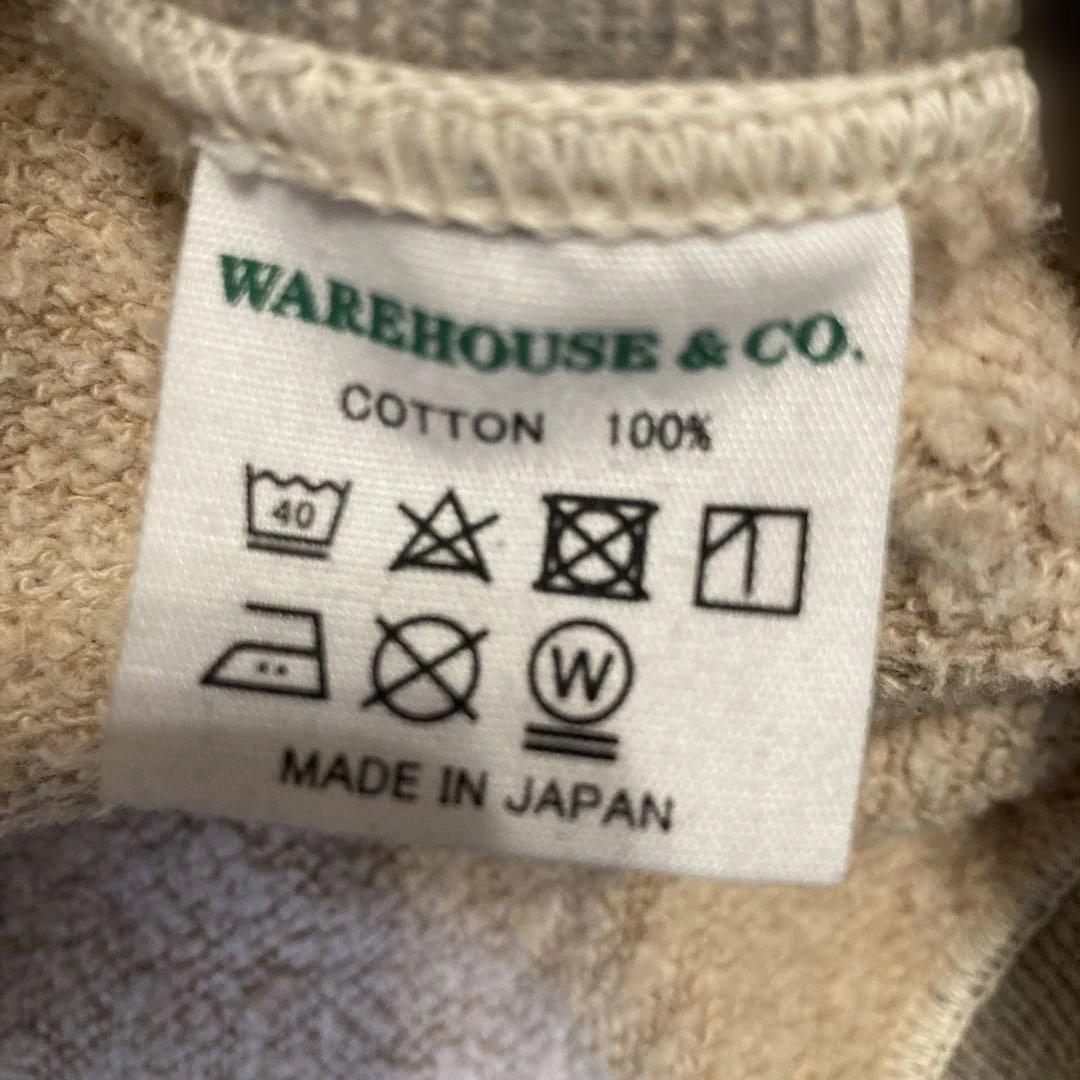 WAREHOUSE & CO.
COTTON 100%
40
W
MADE IN JAPAN